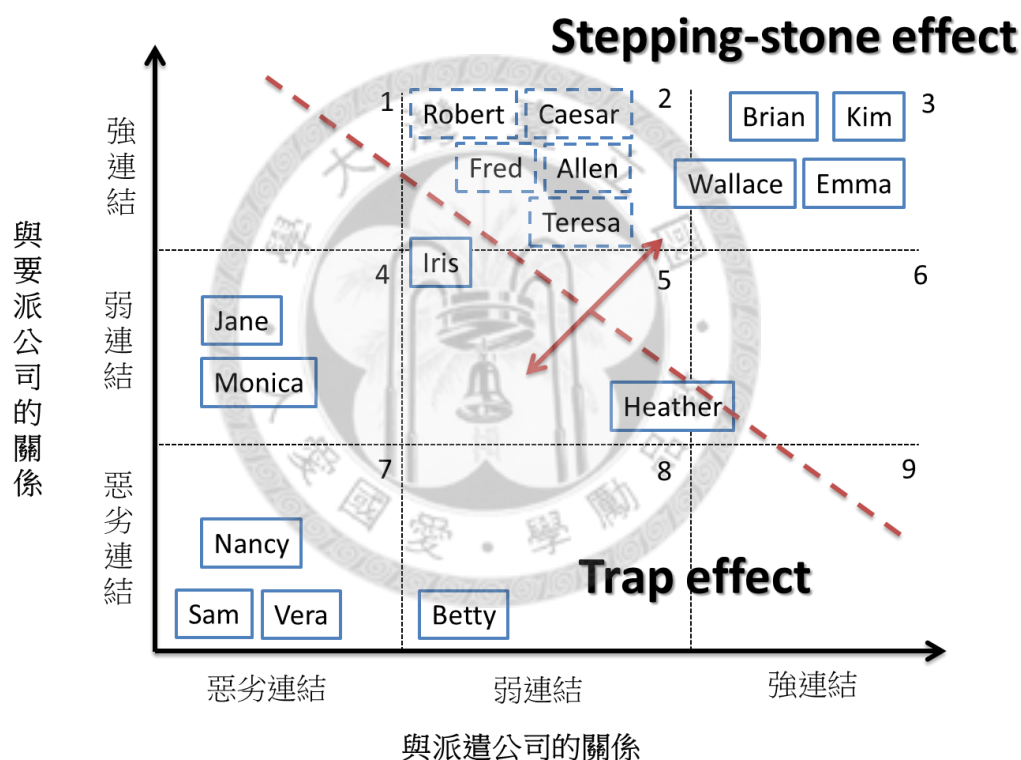 Stepping-stone effect
1
Robert
Caesar
2
Brian
Kim
3
Fred
Allen
Wallace
Emma
Teresa
強連結
4
Iris
5
6
Jane
弱連結
Monica
Heather
與要派公司的關係
7
8
9
惡劣連結
Nancy
Trap effect
Sam
Vera
Betty
惡劣連結
弱連結
強連結
與派遣公司的關係